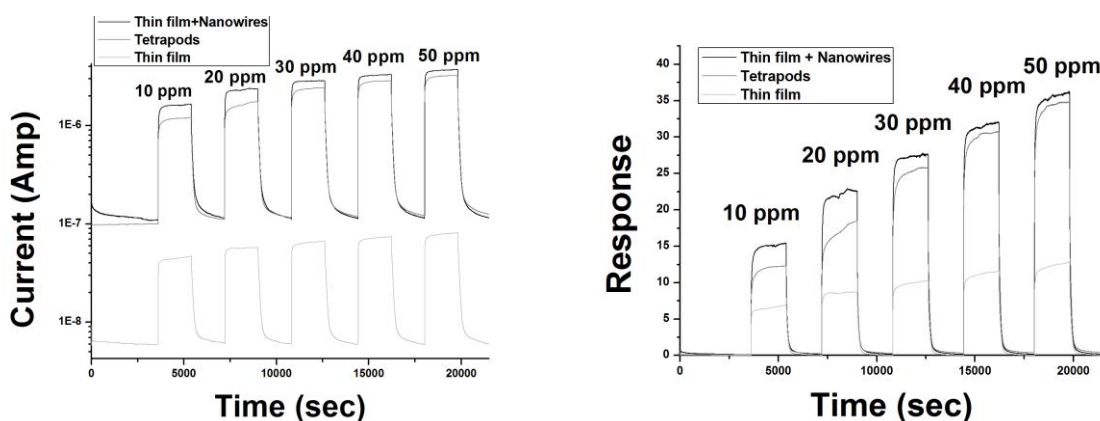 Thin film+Nanowires
Tetrapods
Thin film
10 ppm
20 ppm
30 ppm
40 ppm
50 ppm
1E-6
1E-7
1E-8
Current (Amp)
0
5000
10000
15000
20000
Time (sec)
Thin film + Nanowires
Tetrapods
Thin film
10 ppm
20 ppm
30 ppm
40 ppm
50 ppm
40
35
30
25
20
15
10
5
0
Response
0
5000
10000
15000
20000
Time (sec)